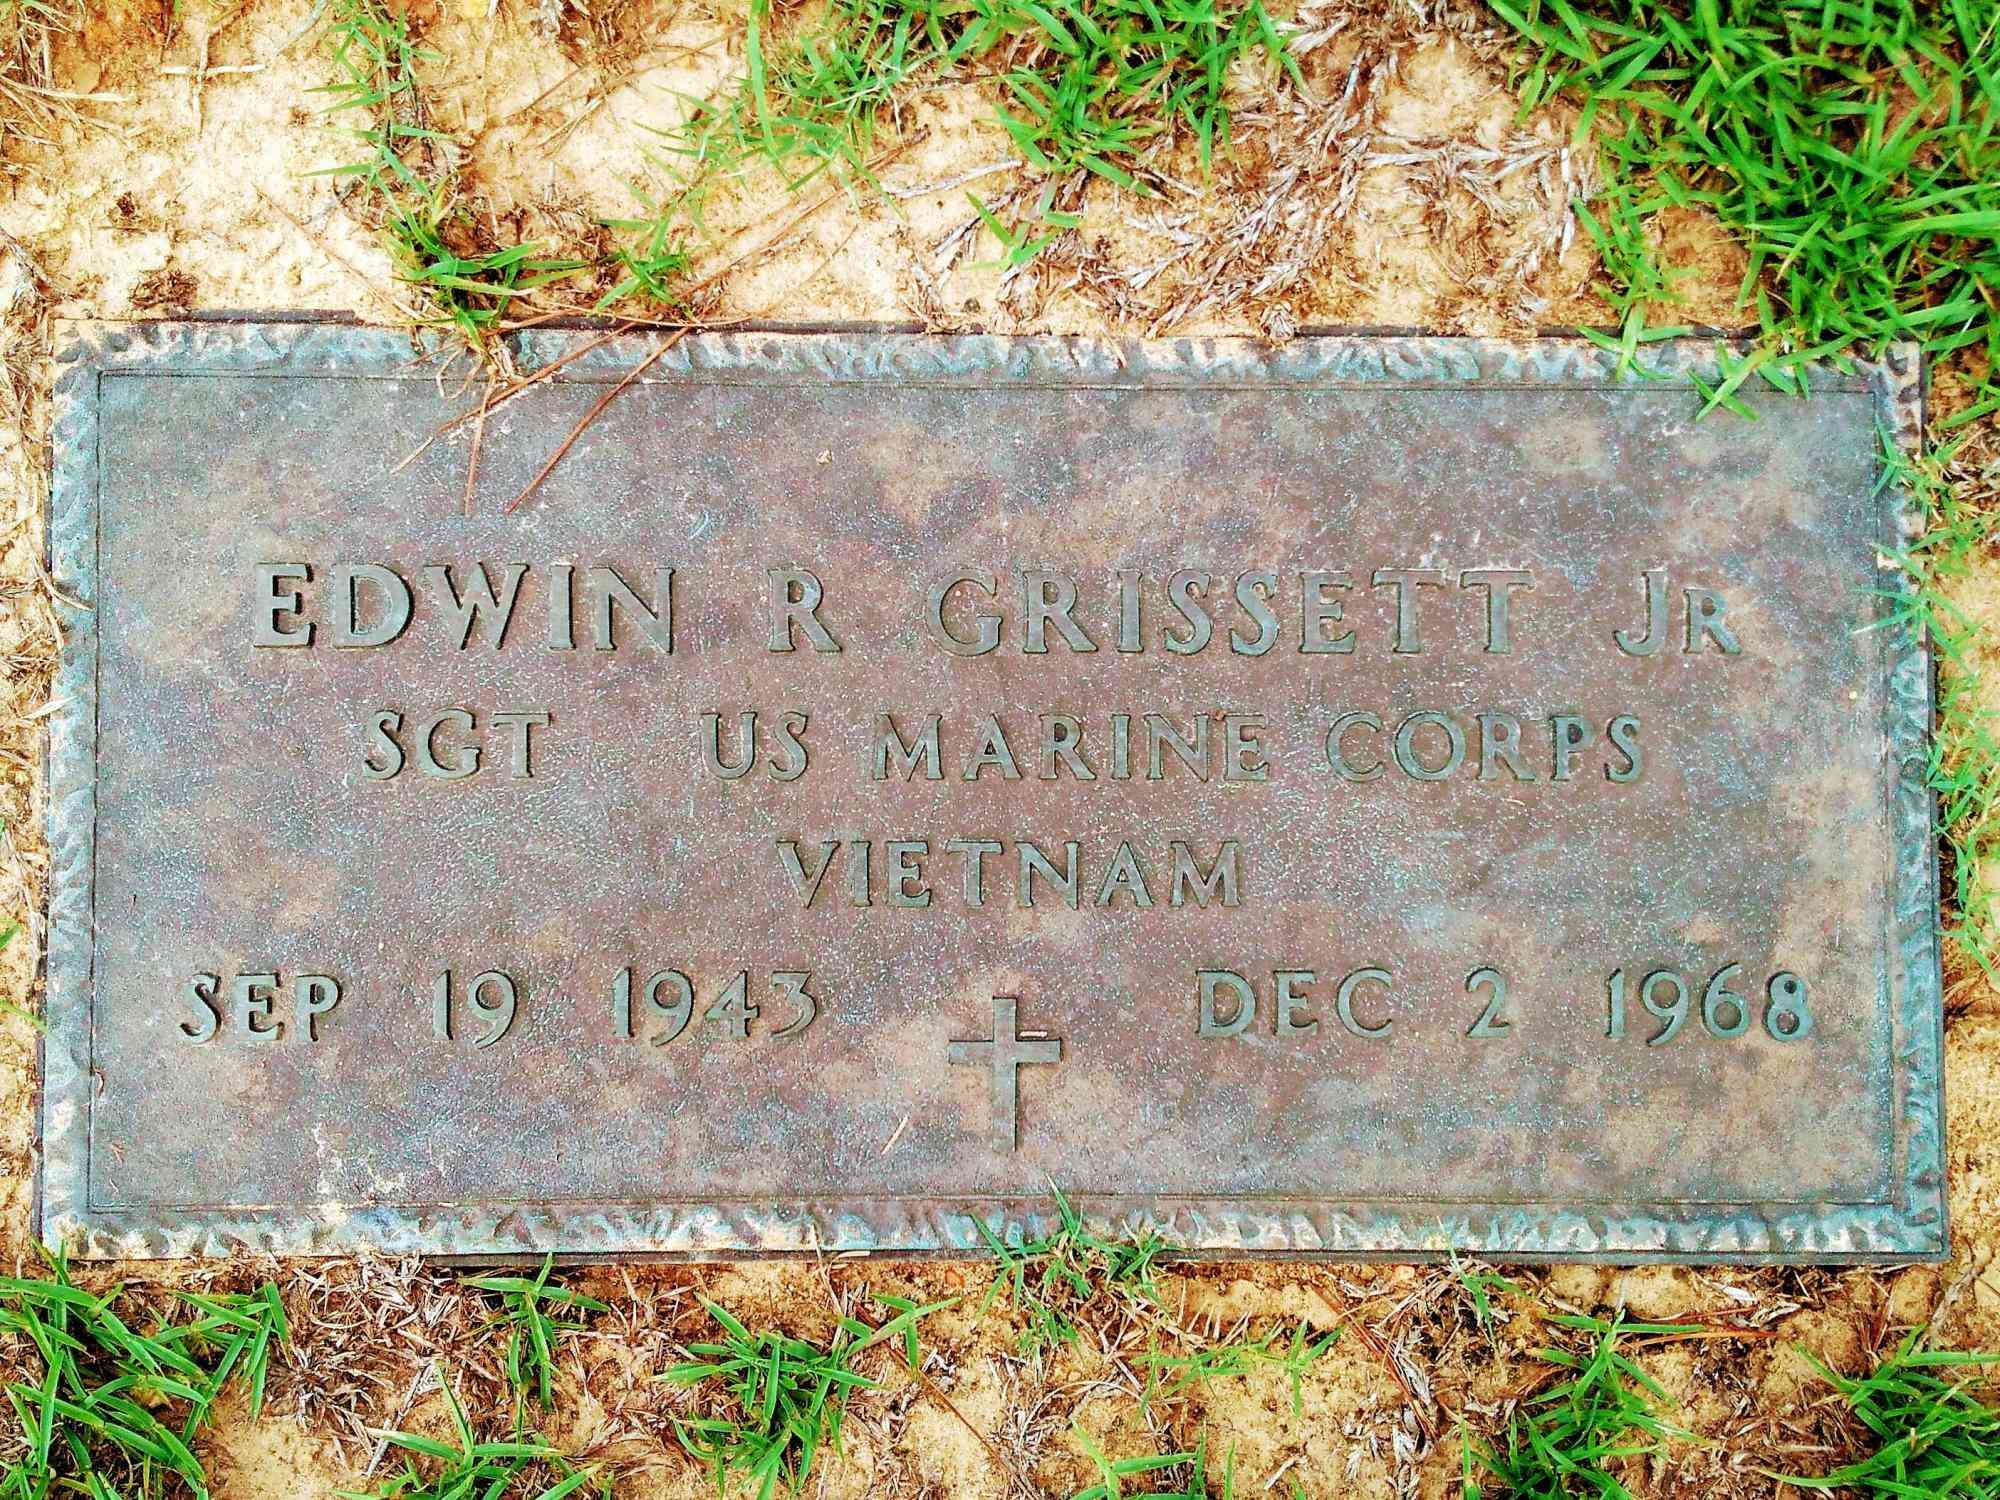 EDWIN R GRISSETT JR
SGT US MARINE CORPS
VIETNAM
SEP 19 1943 DEC 2 1968